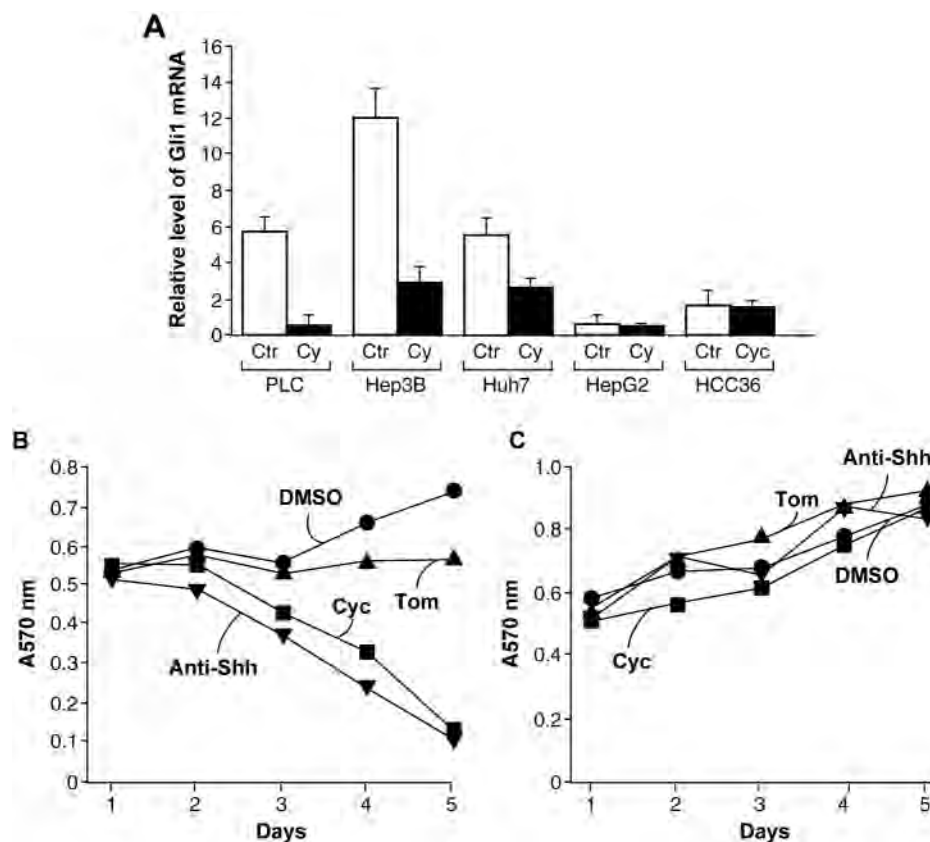 A
Relative level of Gli1 mRNA
16
14
12
10
8
6
4
2
0
Ctr Cy Ctr Cy Ctr Cy Ctr Cy Ctr Cyc
PLC Hep3B Huh7 HepG2 HCC36
B
A570 nm
0.8
0.7
0.6
0.5
0.4
0.3
0.2
0.1
0
DMSO
Tom
Cyc
Anti-Shh
1 2 3 4 5
Days
C
A570 nm
1.0
0.8
0.6
0.4
0.2
0
Anti-Shh
Tom
DMSO
Cyc
1 2 3 4 5
Days